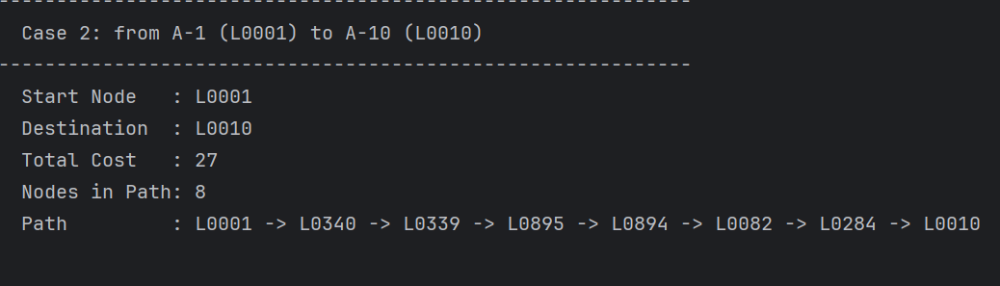 ------------------------------------------------------------
Case 2: from A-1 (L0001) to A-10 (L0010)
------------------------------------------------------------
Start Node   : L0001
Destination  : L0010
Total Cost   : 27
Nodes in Path: 8
Path         : L0001 -> L0340 -> L0339 -> L0895 -> L0894 -> L0082 -> L0284 -> L0010